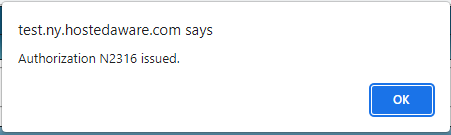 test.ny.hostedaware.com says
Authorization N2316 issued.
OK